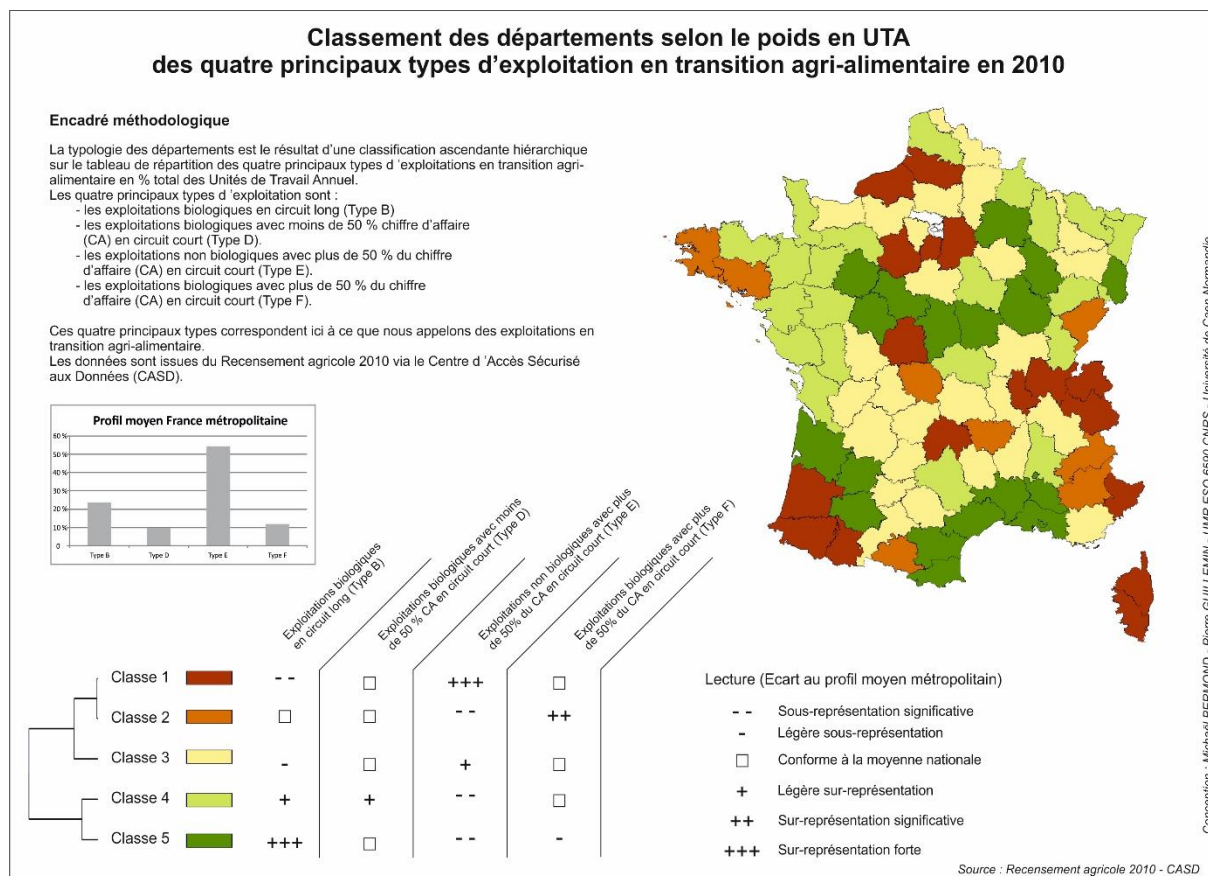 Classement des départements selon le poids en UTA
des quatre principaux types d'exploitation en transition agri-alimentaire en 2010
Encadré méthodologique
La typologie des départements est le résultat d'une classification ascendante hiérarchique
sur le tableau de répartition des quatre principaux types d 'exploitations en transition agri-
alimentaire en % total des Unités de Travail Annuel.
Les quatre principaux types d 'exploitation sont :
- les exploitations biologiques en circuit long (Type B)
- les exploitations biologiques avec moins de 50 % chiffre d'affaire
(CA) en circuit court (Type D).
- les exploitations non biologiques avec plus de 50 % du chiffre
d'affaire (CA) en circuit court (Type E).
- les exploitations biologiques avec plus de 50 % du chiffre
d'affaire (CA) en circuit court (Type F).
Ces quatre principaux types correspondent ici à ce que nous appelons des exploitations en
transition agri-alimentaire.
Les données sont issues du Recensement agricole 2010 via le Centre d 'Accès Sécurisé
aux Données (CASD).
Profil moyen France métropolitaine
60 %
50 %
40 %
30 %
20 %
10 %
0
Type B
Type D
Type E
Type F
Exploitations biologiques
en circuit long (Type B)
Exploitations biologiques avec moins
de 50 % CA en circuit court (Type D)
Exploitations non biologiques avec plus
de 50% du CA en circuit court (Type E)
Exploitations biologiques avec plus
de 50% du CA en circuit court (Type F)
Classe 1 - - □ +++ □
Classe 2 □ □ - - ++
Classe 3 - □ + □
Classe 4 + + - - □
Classe 5 +++ □ - - -
Lecture (Ecart au profil moyen métropolitain)
- - Sous-représentation significative
- Légère sous-représentation
□ Conforme à la moyenne nationale
+ Légère sur-représentation
++ Sur-représentation significative
+++ Sur-représentation forte
Source : Recensement agricole 2010 - CASD
Conception : Michaël BERMOND - Pierre GUILLEMIN - UMR ESO 6590 CNRS - Université de Caen Normandie